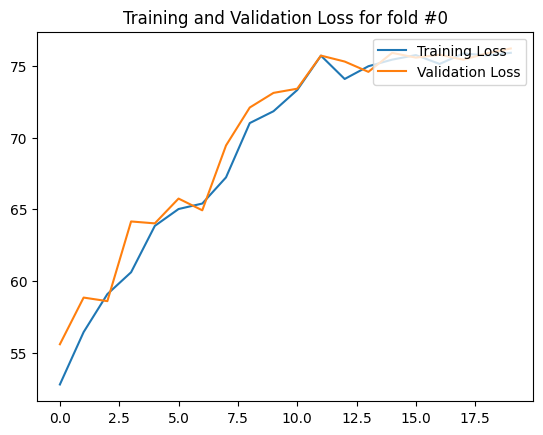 Training and Validation Loss for fold #0
Training Loss
Validation Loss
75
70
65
60
55
0.0 2.5 5.0 7.5 10.0 12.5 15.0 17.5